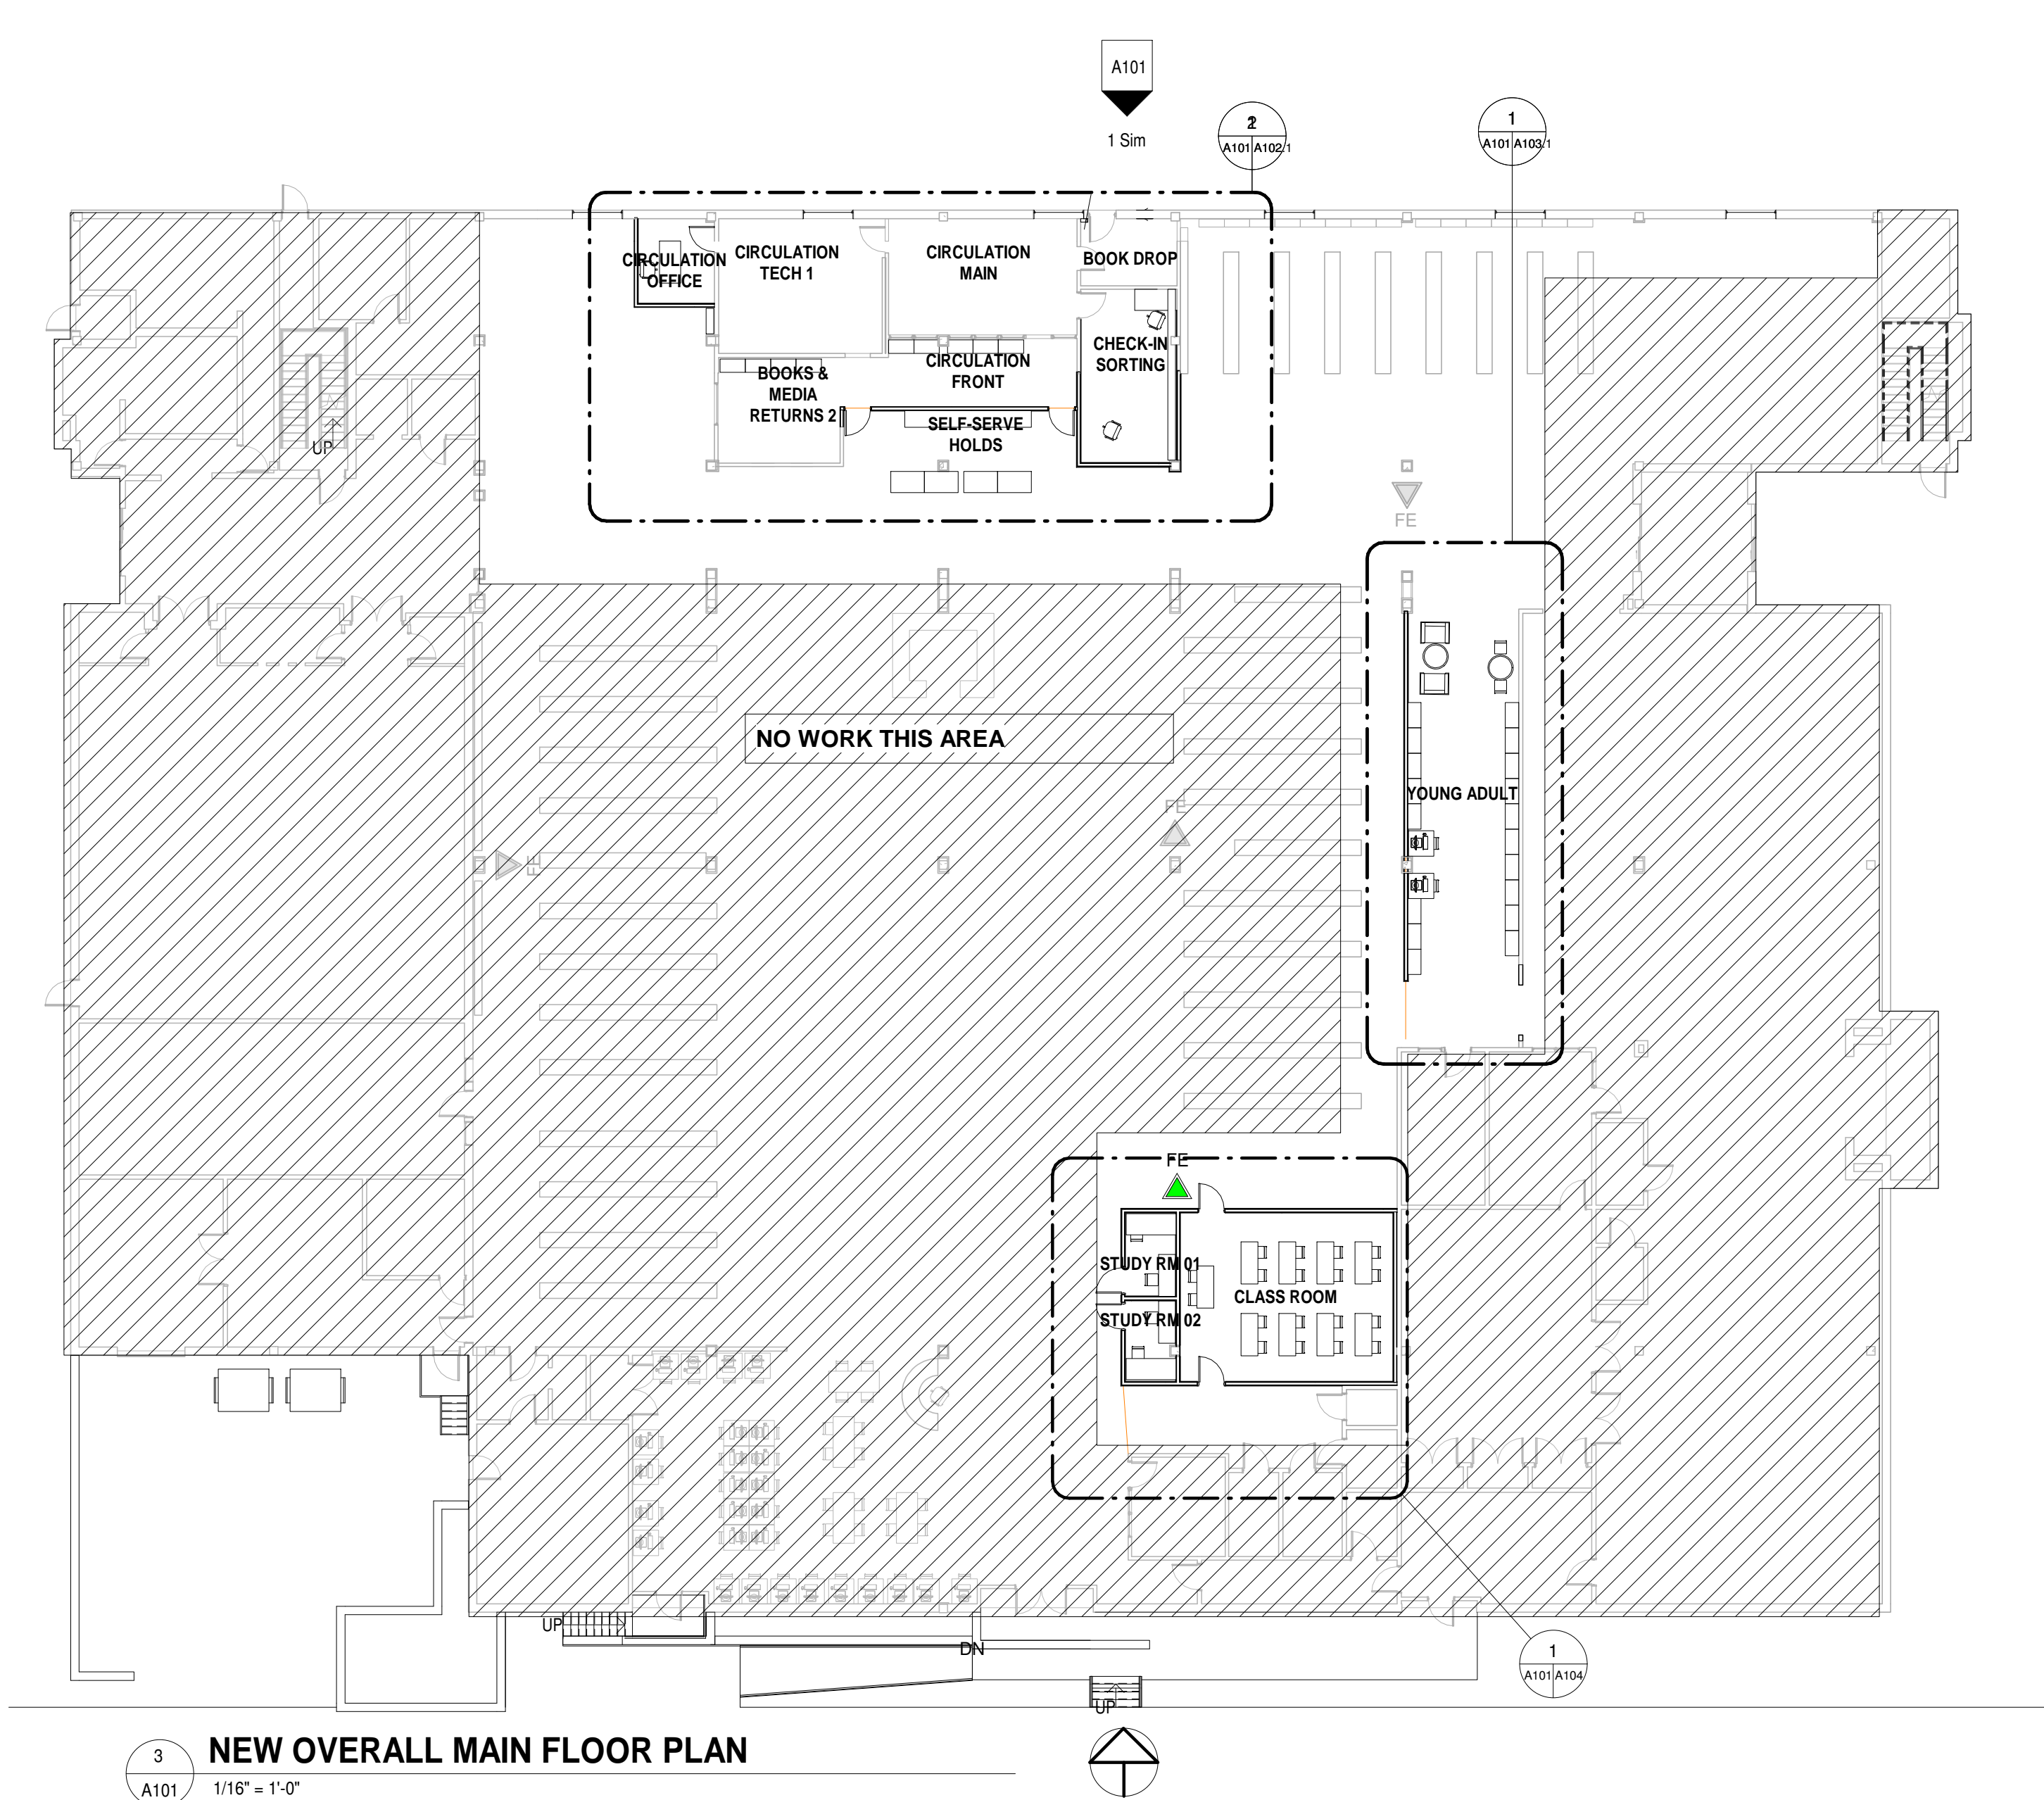 A101
1 Sim
A101 A102.1
1
A101 A103.1
CIRCULATION
OFFICE
CIRCULATION
TECH 1
CIRCULATION
MAIN
BOOK DROP
CHECK-IN
SORTING
CIRCULATION
FRONT
BOOKS &
MEDIA
RETURNS 2
SELF-SERVE
HOLDS
UP
FE
NO WORK THIS AREA
YOUNG ADULT
FE
FE
FE
STUDY RM 01
CLASS ROOM
STUDY RM 02
UP
DN
UP
1
A101 A104
3
A101
NEW OVERALL MAIN FLOOR PLAN
1/16" = 1'-0"